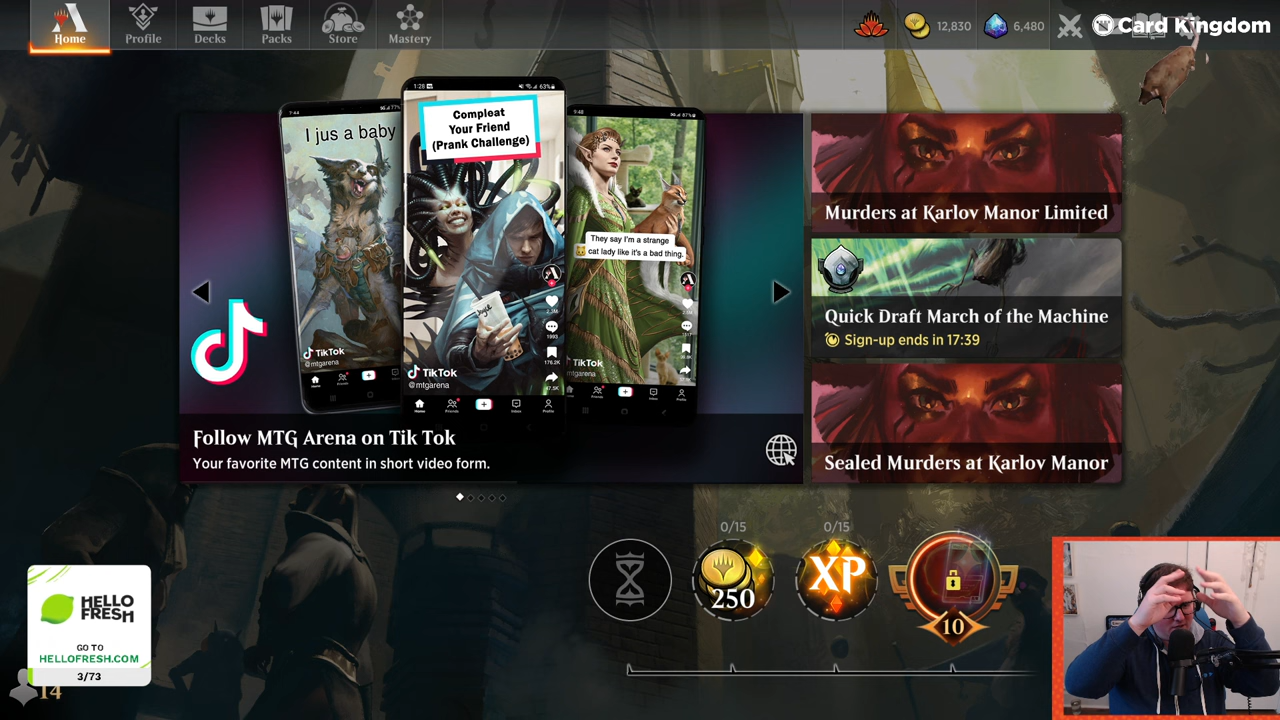 Home
Profile
Decks
Packs
Store
Mastery
12,830
6,480
Card Kingdom
I jus a baby
TikTok
@mtgarena
1:28
63%
Compleat
Your Friend
(Prank Challenge)
TikTok
@mtgarena
They say I'm a strange
cat lady like it's a bad thing.
TikTok
Follow MTG Arena on Tik Tok
Your favorite MTG content in short video form.
Murders at Karlov Manor Limited
Quick Draft March of the Machine
Sign-up ends in 17:39
Sealed Murders at Karlov Manor
0/15
250
0/15
XP
10
HELLO
FRESH
GO TO
HELLOFRESH.COM
3/73
14